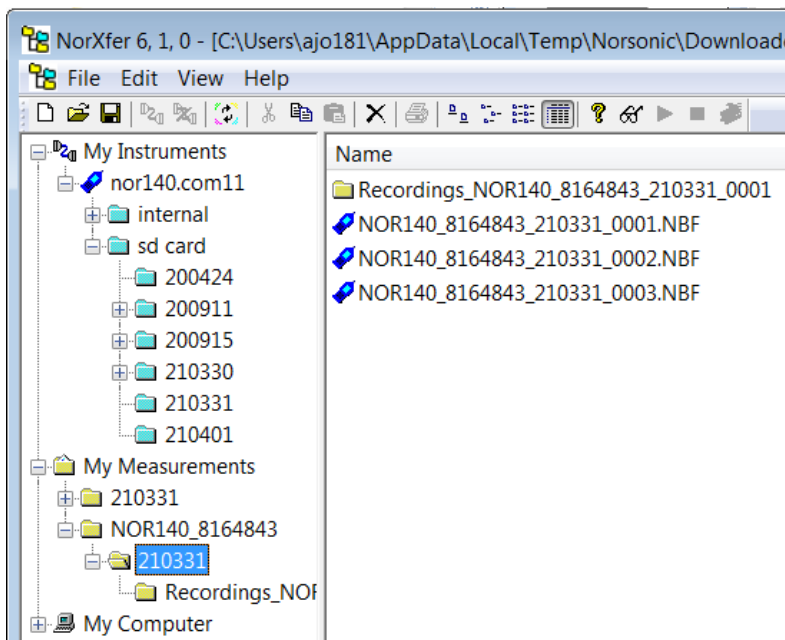 NorXfer 6, 1, 0 - [C:\Users\ajo181\AppData\Local\Temp\Norsonic\Downloade
File Edit View Help
My Instruments
nor140.com11
internal
sd card
200424
200911
200915
210330
210331
210401
My Measurements
210331
NOR140_8164843
210331
Recordings_NOR
My Computer
Name
Recordings_NOR140_8164843_210331_0001
NOR140_8164843_210331_0001.NBF
NOR140_8164843_210331_0002.NBF
NOR140_8164843_210331_0003.NBF